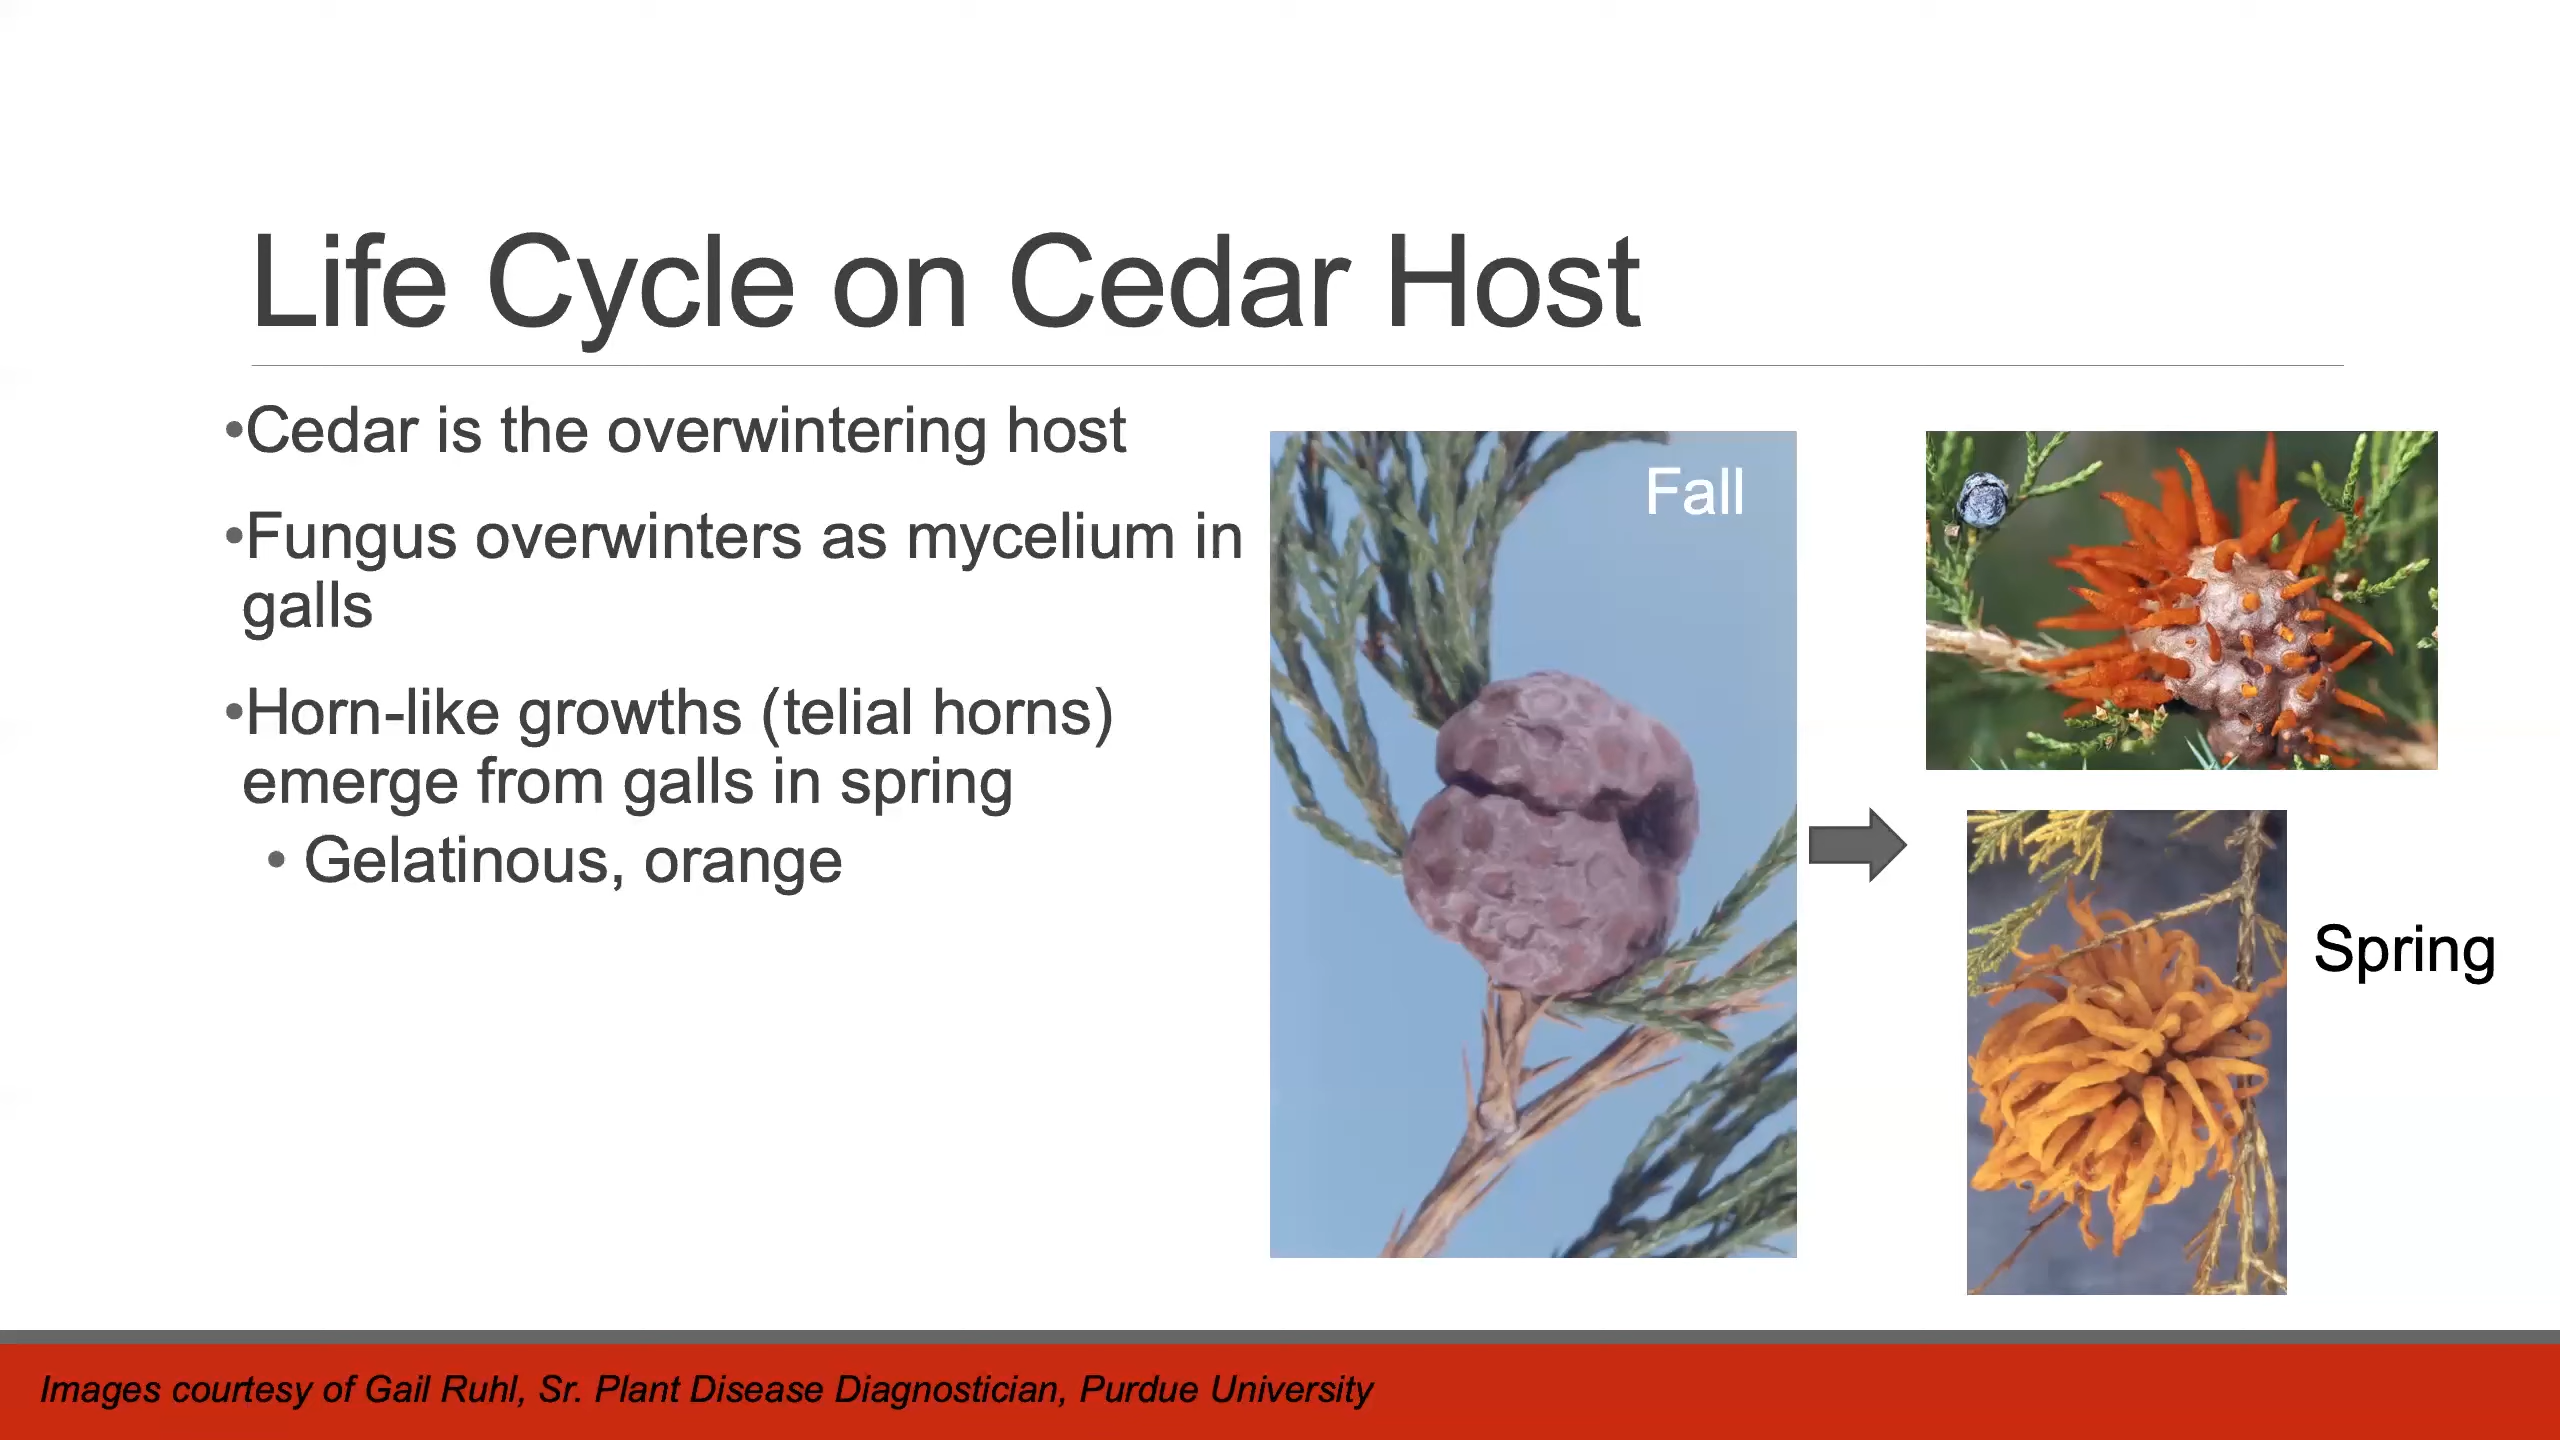 Life Cycle on Cedar Host
•Cedar is the overwintering host
•Fungus overwinters as mycelium in
galls
•Horn-like growths (telial horns)
emerge from galls in spring
• Gelatinous, orange
Fall
Spring
Images courtesy of Gail Ruhl, Sr. Plant Disease Diagnostician, Purdue University